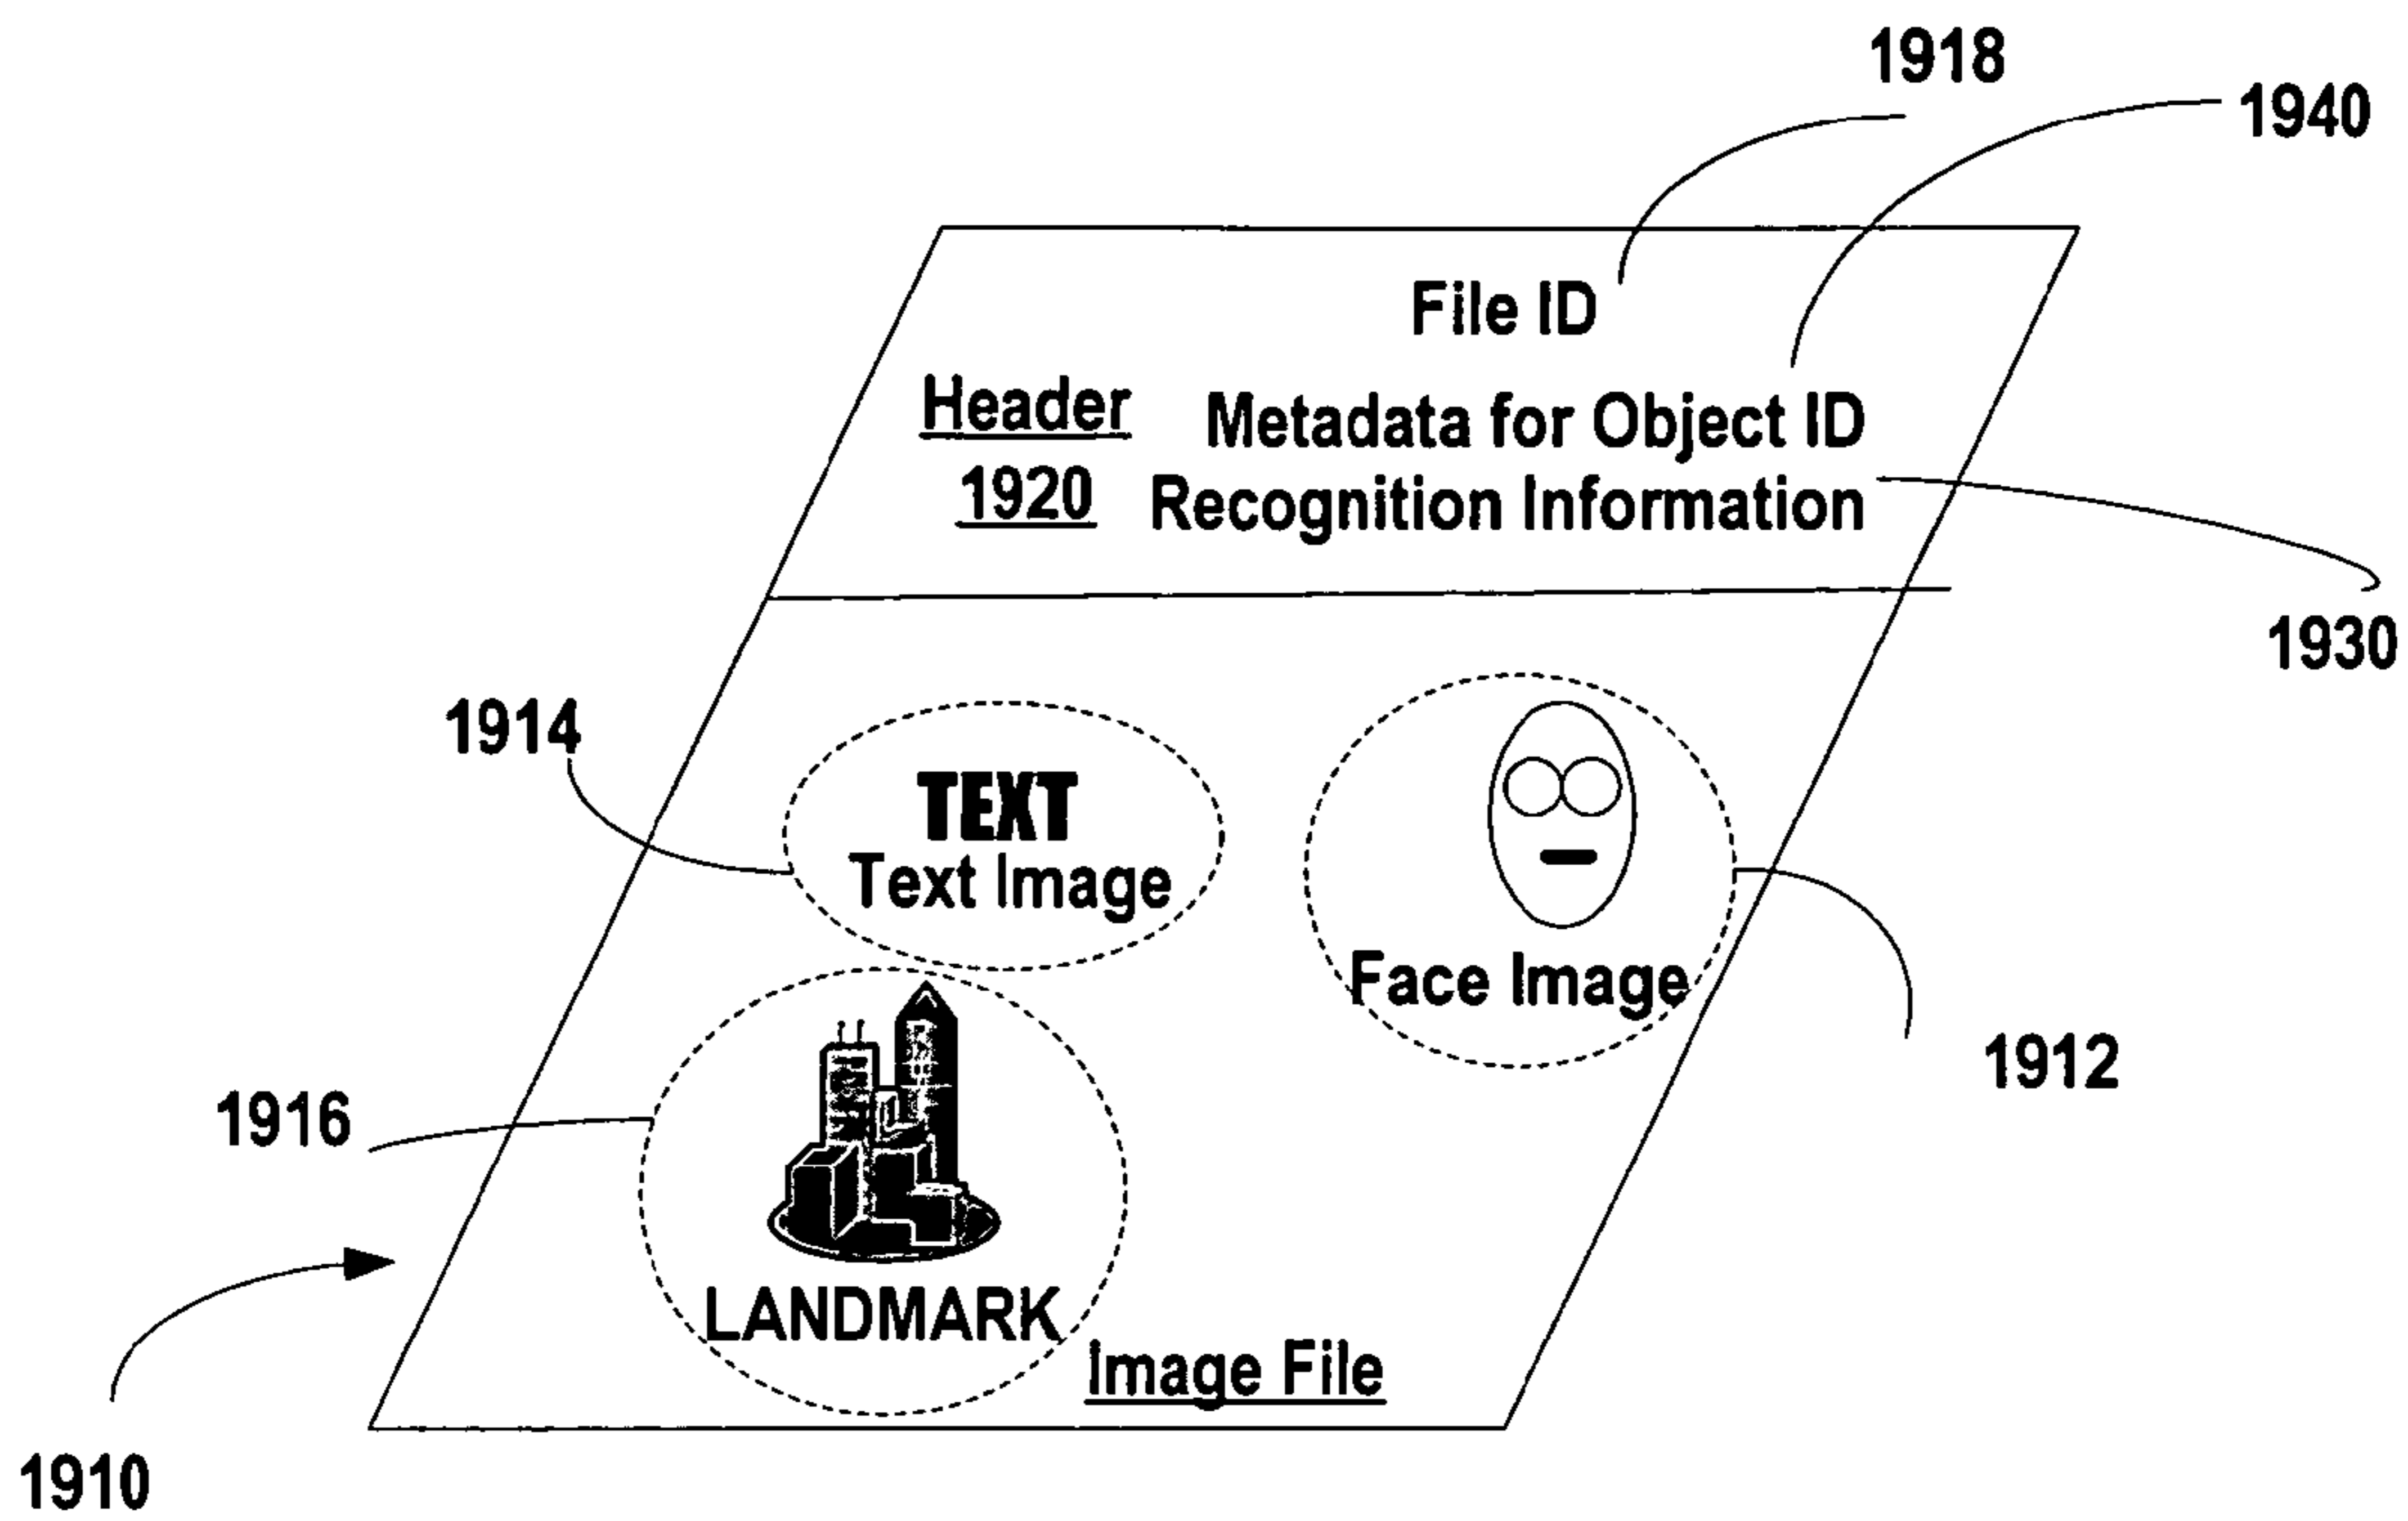 1918
1940
File ID
Header
Metadata for Object ID
1920
Recognition Information
1930
1914
TEXT
Text Image
Face Image
1912
1916
LANDMARK
Image File
1910